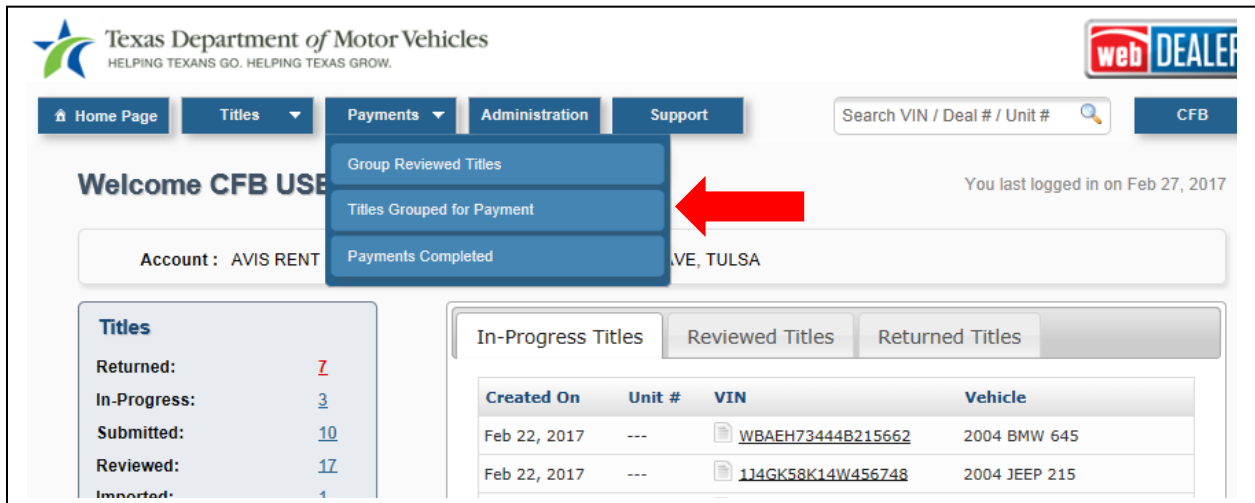 Texas Department of Motor Vehicles
HELPING TEXANS GO. HELPING TEXAS GROW.
web DEALER
Home Page Titles Payments Administration Support Search VIN / Deal # / Unit # CFB
Group Reviewed Titles
Titles Grouped for Payment
Payments Completed
Welcome CFB
You last logged in on Feb 27, 2017
Account : AVIS RENT AVE, TULSA
Titles
Returned: 7
In-Progress: 3
Submitted: 10
Reviewed: 17
Imported: 1
In-Progress Titles Reviewed Titles Returned Titles
Created On Unit # VIN Vehicle
Feb 22, 2017 --- WBAEH73444B215662 2004 BMW 645
Feb 22, 2017 --- 1J4GK58K14W456748 2004 JEEP 215